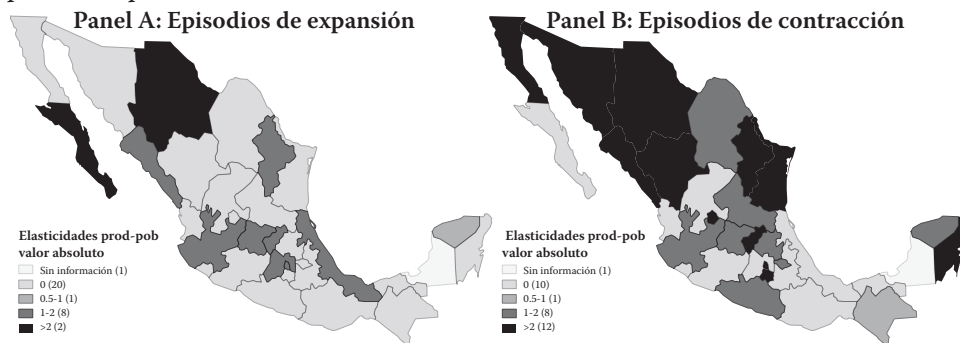 Panel A: Episodios de expansión
Panel B: Episodios de contracción
Elasticidades prod-pob
valor absoluto
Sin información (1)
0 (20)
0.5-1 (1)
1-2 (8)
>2 (2)
Elasticidades prod-pob
valor absoluto
Sin información (1)
0 (10)
0.5-1 (1)
1-2 (8)
>2 (12)